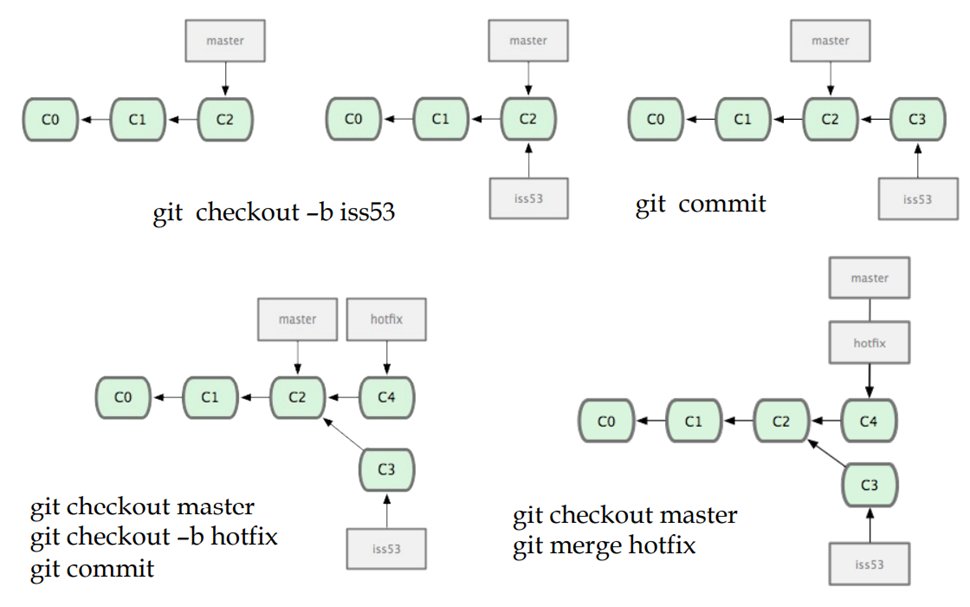 master
C0 C1 C2
master
C0 C1 C2
iss53
git checkout –b iss53
master
C0 C1 C2 C3
iss53
git commit
master hotfix
C0 C1 C2 C4
C3
iss53
git checkout master
git checkout –b hotfix
git commit
master
hotfix
C0 C1 C2 C4
C3
iss53
git checkout master
git merge hotfix